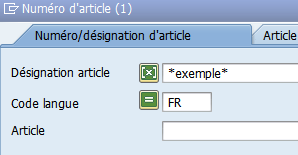 Numéro d'article (1)
Numéro/désignation d'article Article
Désignation article *exemple*
Code langue FR
Article